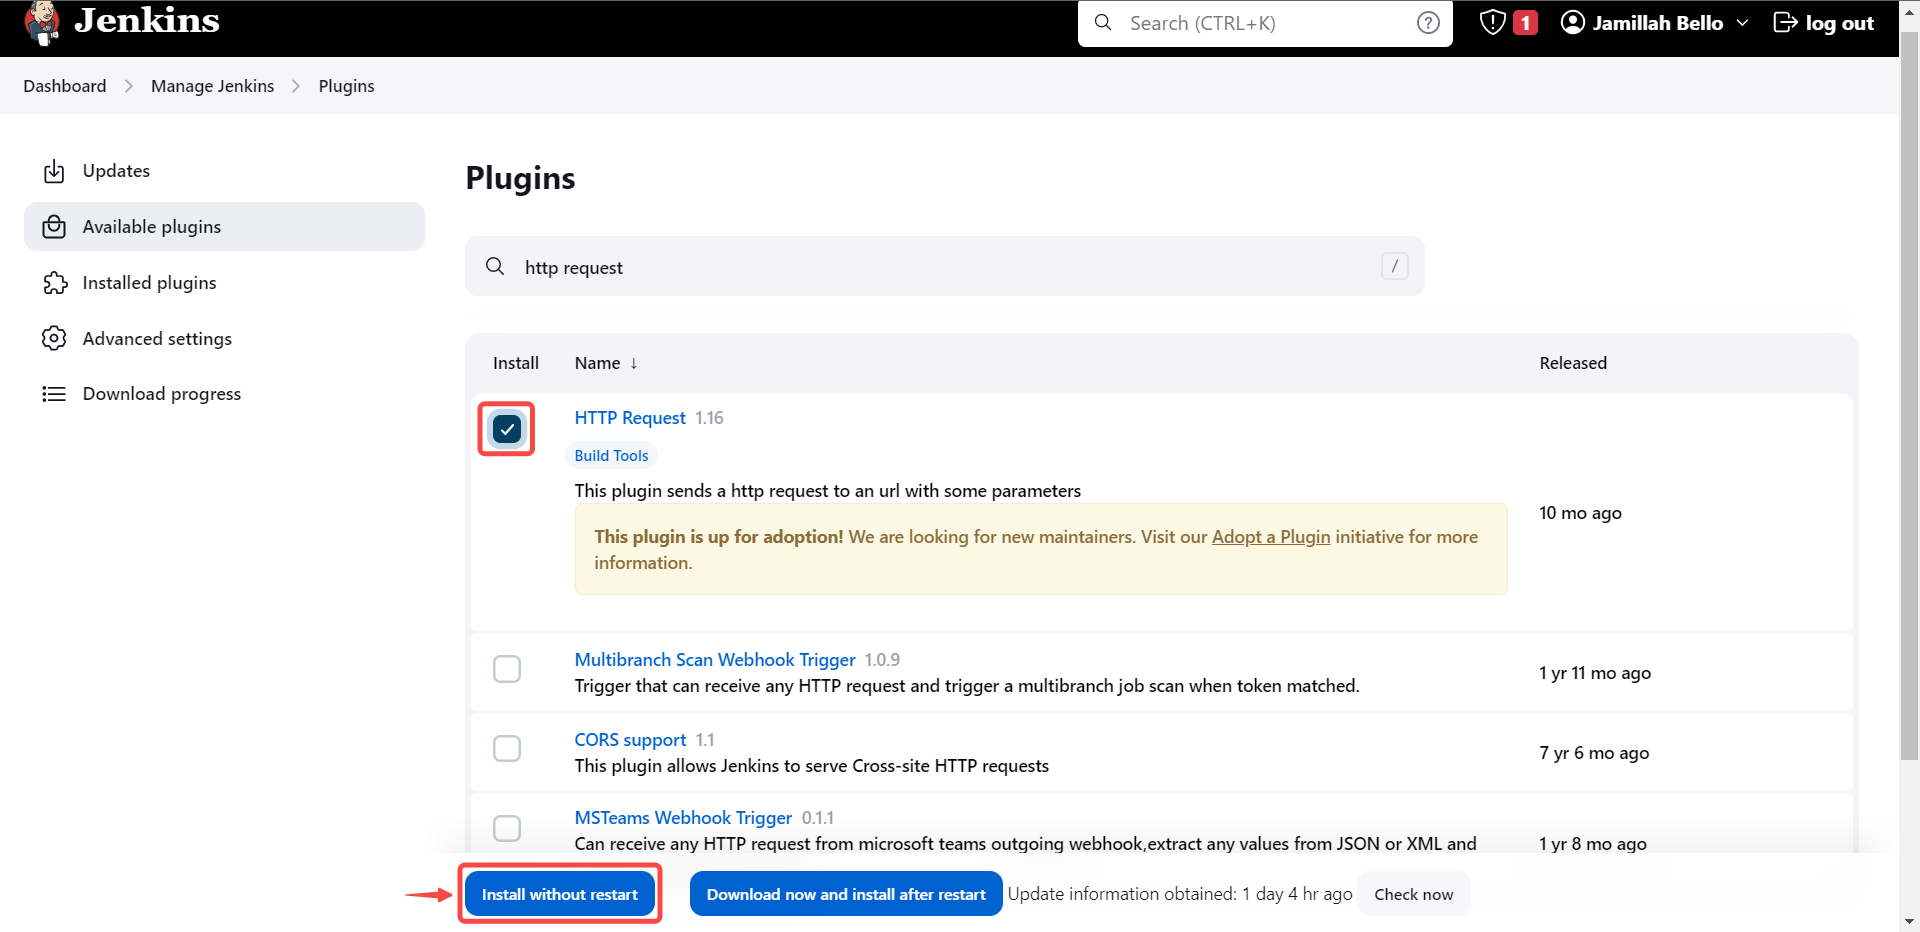 Jenkins
Search (CTRL+K)
?
1
Jamillah Bello
log out
Dashboard
Manage Jenkins
Plugins
Updates
Available plugins
Installed plugins
Advanced settings
Download progress
Plugins
http request
/
Install Name ↓ Released
HTTP Request 1.16
Build Tools
This plugin sends a http request to an url with some parameters
This plugin is up for adoption! We are looking for new maintainers. Visit our Adopt a Plugin initiative for more
information.
10 mo ago
Multibranch Scan Webhook Trigger 1.0.9
Trigger that can receive any HTTP request and trigger a multibranch job scan when token matched.
1 yr 11 mo ago
CORS support 1.1
This plugin allows Jenkins to serve Cross-site HTTP requests
7 yr 6 mo ago
MSTeams Webhook Trigger 0.1.1
Can receive any HTTP request from microsoft teams outgoing webhook,extract any values from JSON or XML and
1 yr 8 mo ago
Install without restart
Download now and install after restart
Update information obtained: 1 day 4 hr ago
Check now